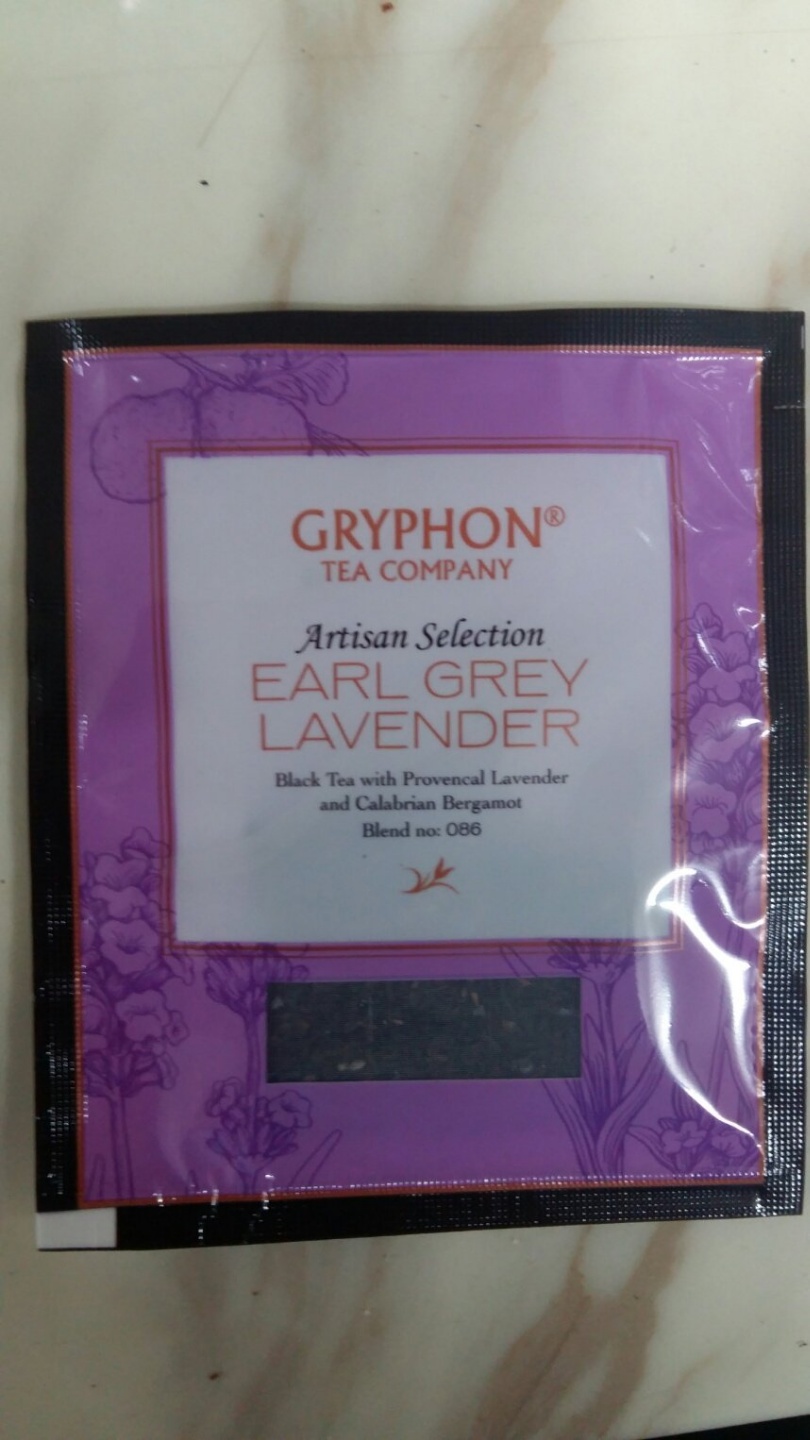 GRYPHON®
TEA COMPANY
Artisan Selection
EARL GREY
LAVENDER
Black Tea with Provencal Lavender
and Calabrian Bergamot
Blend no: 086